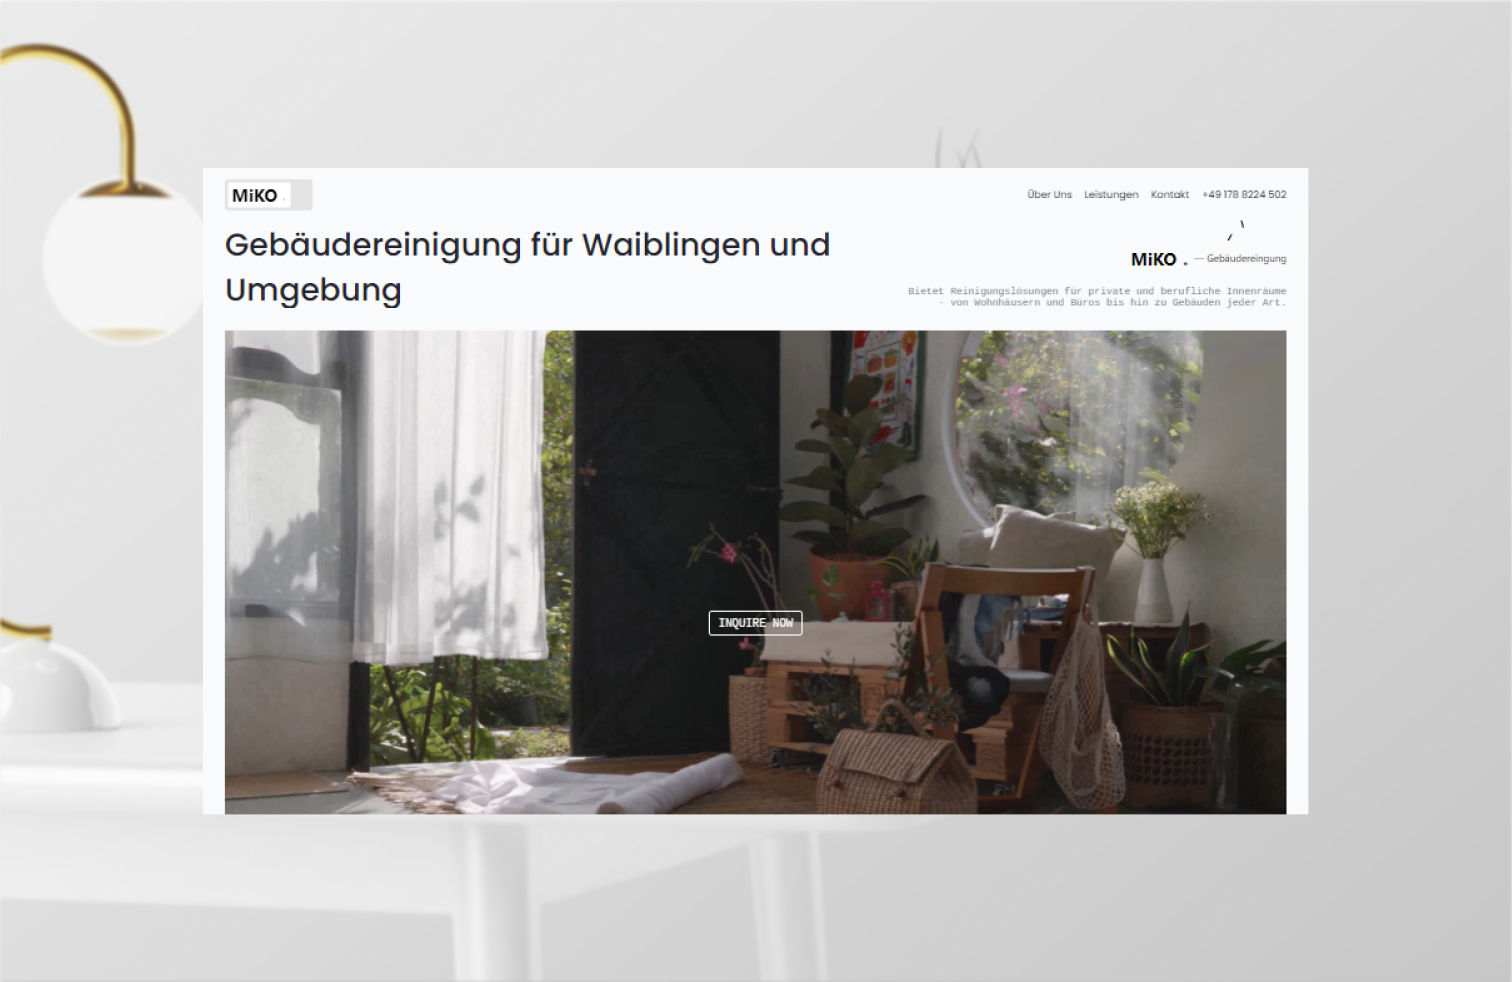 MiKO .
Über Uns Leistungen Kontakt +49 178 8224 502
Gebäudereinigung für Waiblingen und
Umgebung
MiKO . — Gebäudereingung
Bietet Reinigungslösungen für private und berufliche Innenräume
- von Wohnhäusern und Büros bis hin zu Gebäuden jeder Art.
INQUIRE NOW